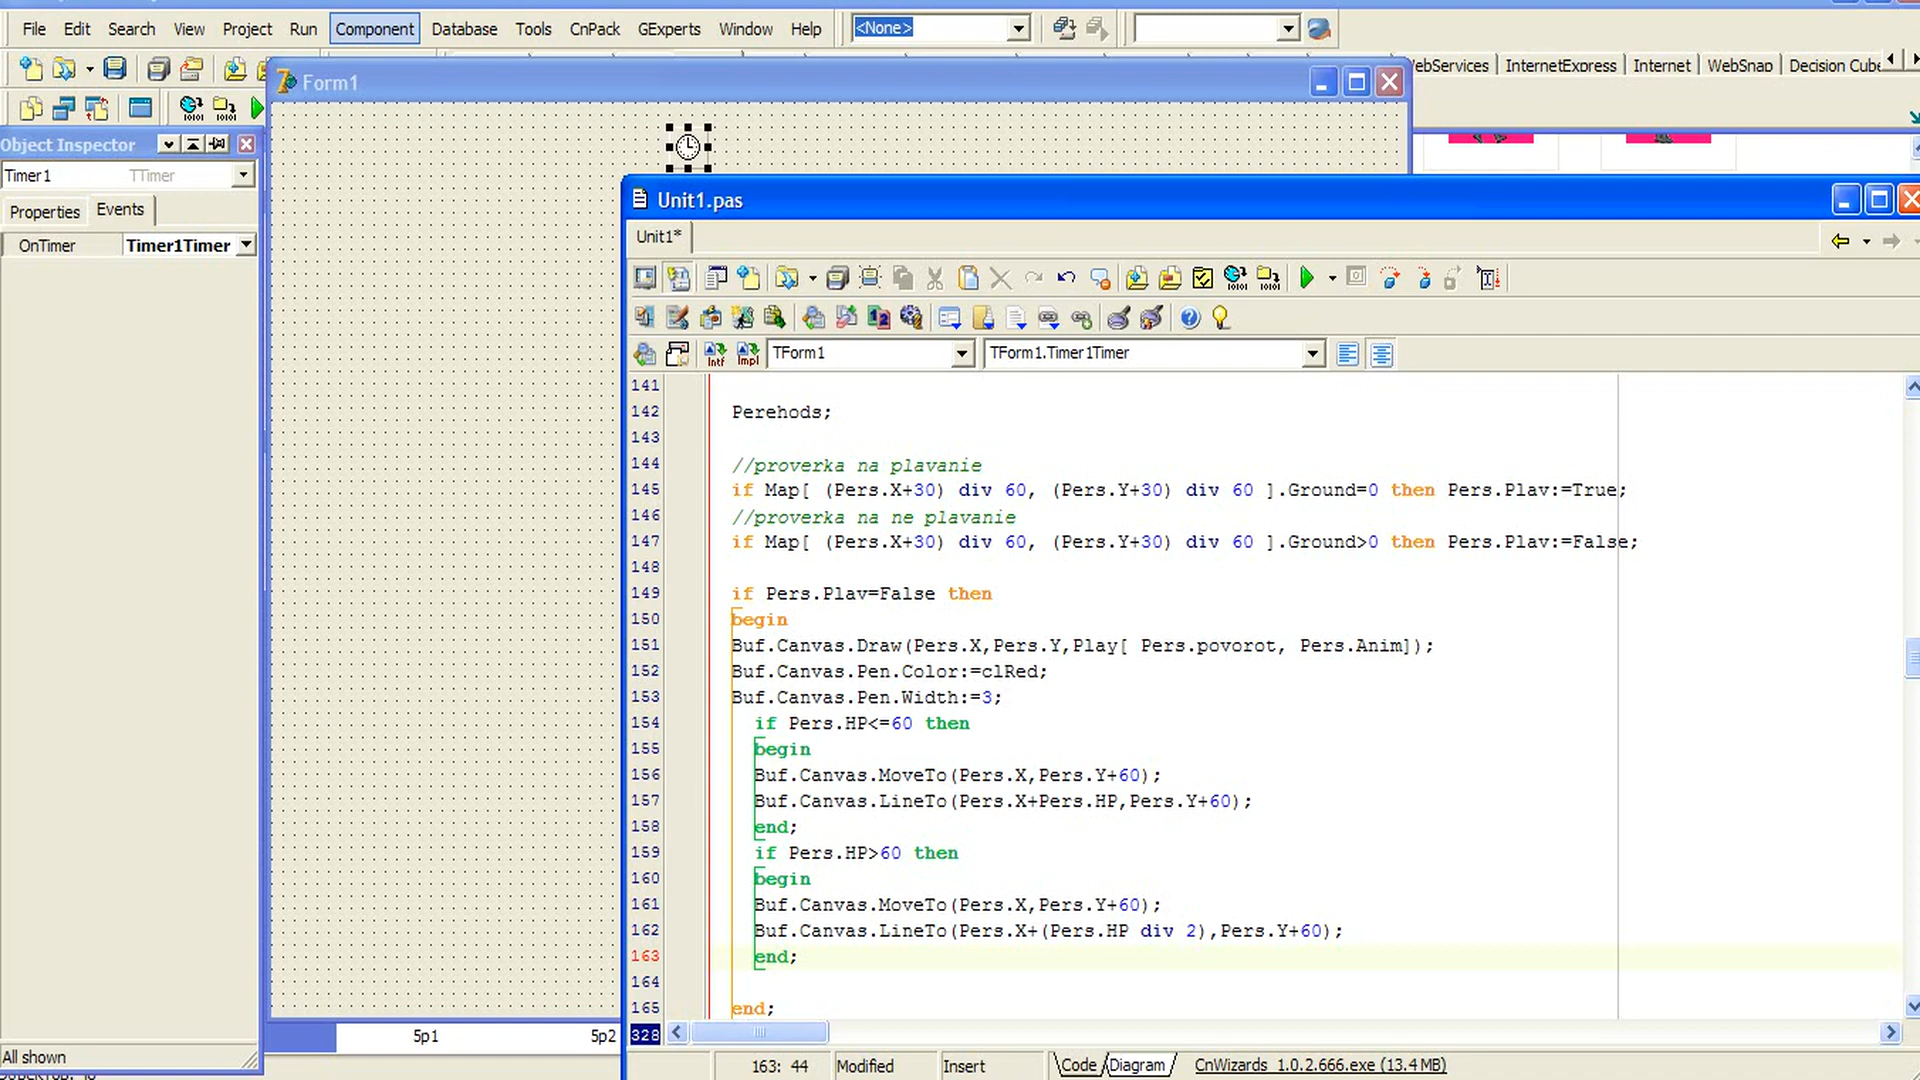 File Edit Search View Project Run Component Database Tools CnPack GExperts Window Help <None>
WebServices InternetExpress Internet WebSnap Decision Cube
Form1
Object Inspector
Timer1 TTimer
Properties Events
OnTimer Timer1Timer
Unit1.pas
Unit1*
TForm1 TForm1.Timer1Timer
141
142 Perehods;
143
144 //proverka na plavanie
145 if Map[ (Pers.X+30) div 60, (Pers.Y+30) div 60 ].Ground=0 then Pers.Plav:=True;
146 //proverka na ne plavanie
147 if Map[ (Pers.X+30) div 60, (Pers.Y+30) div 60 ].Ground>0 then Pers.Plav:=False;
148
149 if Pers.Plav=False then
150 begin
151 Buf.Canvas.Draw(Pers.X,Pers.Y,Play[ Pers.povorot, Pers.Anim]);
152 Buf.Canvas.Pen.Color:=clRed;
153 Buf.Canvas.Pen.Width:=3;
154 if Pers.HP<=60 then
155 begin
156 Buf.Canvas.MoveTo(Pers.X,Pers.Y+60);
157 Buf.Canvas.LineTo(Pers.X+Pers.HP,Pers.Y+60);
158 end;
159 if Pers.HP>60 then
160 begin
161 Buf.Canvas.MoveTo(Pers.X,Pers.Y+60);
162 Buf.Canvas.LineTo(Pers.X+(Pers.HP div 2),Pers.Y+60);
163 end;
164
165 end;
328
5p1 5p2
All shown
163: 44 Modified Insert Code Diagram CnWizards_1.0.2.666.exe (13.4 MB)